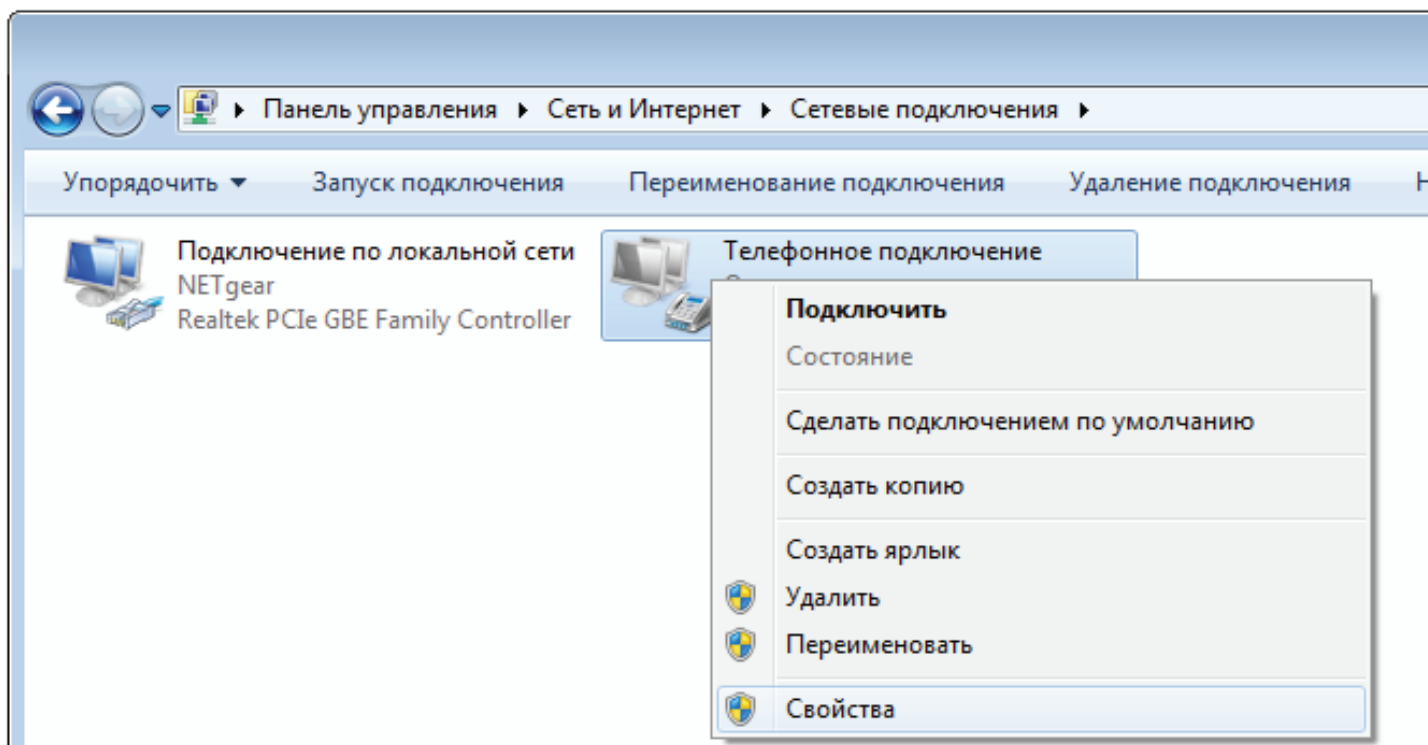 Панель управления Сеть и Интернет Сетевые подключения
Упорядочить Запуск подключения Переименование подключения Удаление подключения
Подключение по локальной сети
NETgear
Realtek PCIe GBE Family Controller
Телефонное подключение
Подключить
Состояние
Сделать подключением по умолчанию
Создать копию
Создать ярлык
Удалить
Переименовать
Свойства